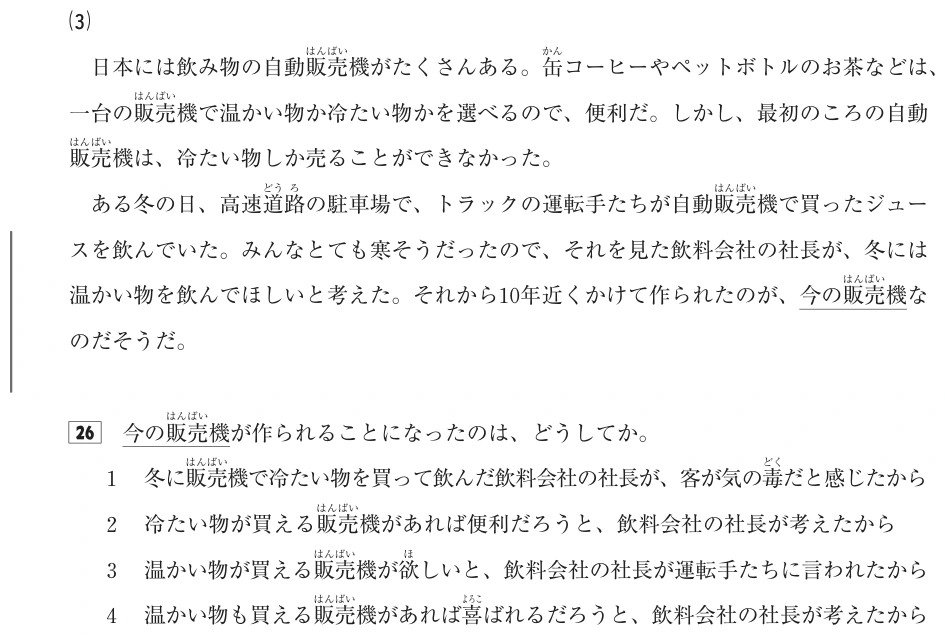 (3)
日本には飲み物の自動販売機がたくさんある。缶コーヒーやペットボトルのお茶などは、
一台の販売機で温かい物か冷たい物かを選べるので、便利だ。しかし、最初のころの自動
販売機は、冷たい物しか売ることができなかった。
ある冬の日、高速道路の駐車場で、トラックの運転手たちが自動販売機で買ったジュー
スを飲んでいた。みんなとても寒そうだったので、それを見た飲料会社の社長が、冬には
温かい物を飲んでほしいと考えた。それから10年近くかけて作られたのが、今の販売機な
のだそうだ。
26 今の販売機が作られることになったのは、どうしてか。
1 冬に販売機で冷たい物を買って飲んだ飲料会社の社長が、客が気の毒だと感じたから
2 冷たい物が買える販売機があれば便利だろうと、飲料会社の社長が考えたから
3 温かい物が買える販売機が欲しいと、飲料会社の社長が運転手たちに言われたから
4 温かい物も買える販売機があれば喜ばれるだろうと、飲料会社の社長が考えたから